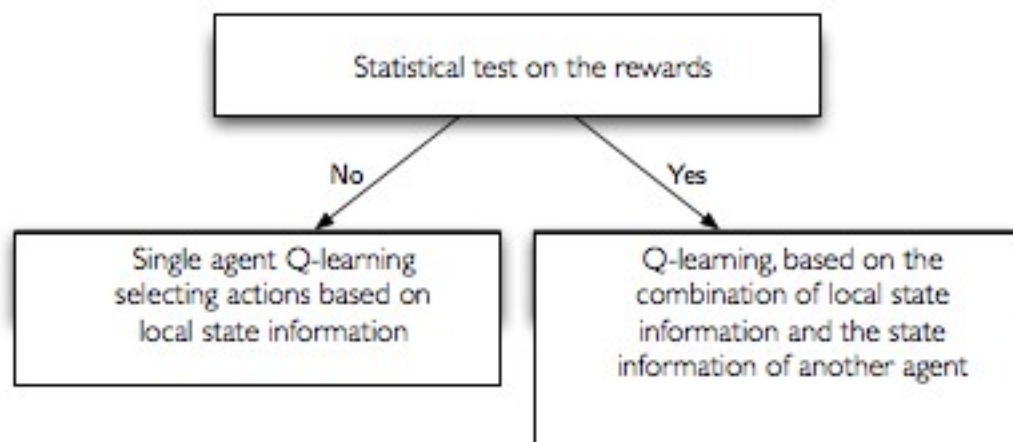 Statistical test on the rewards
No
Yes
Single agent Q-learning
selecting actions based on
local state information
Q-learning, based on the
combination of local state
information and the state
information of another agent